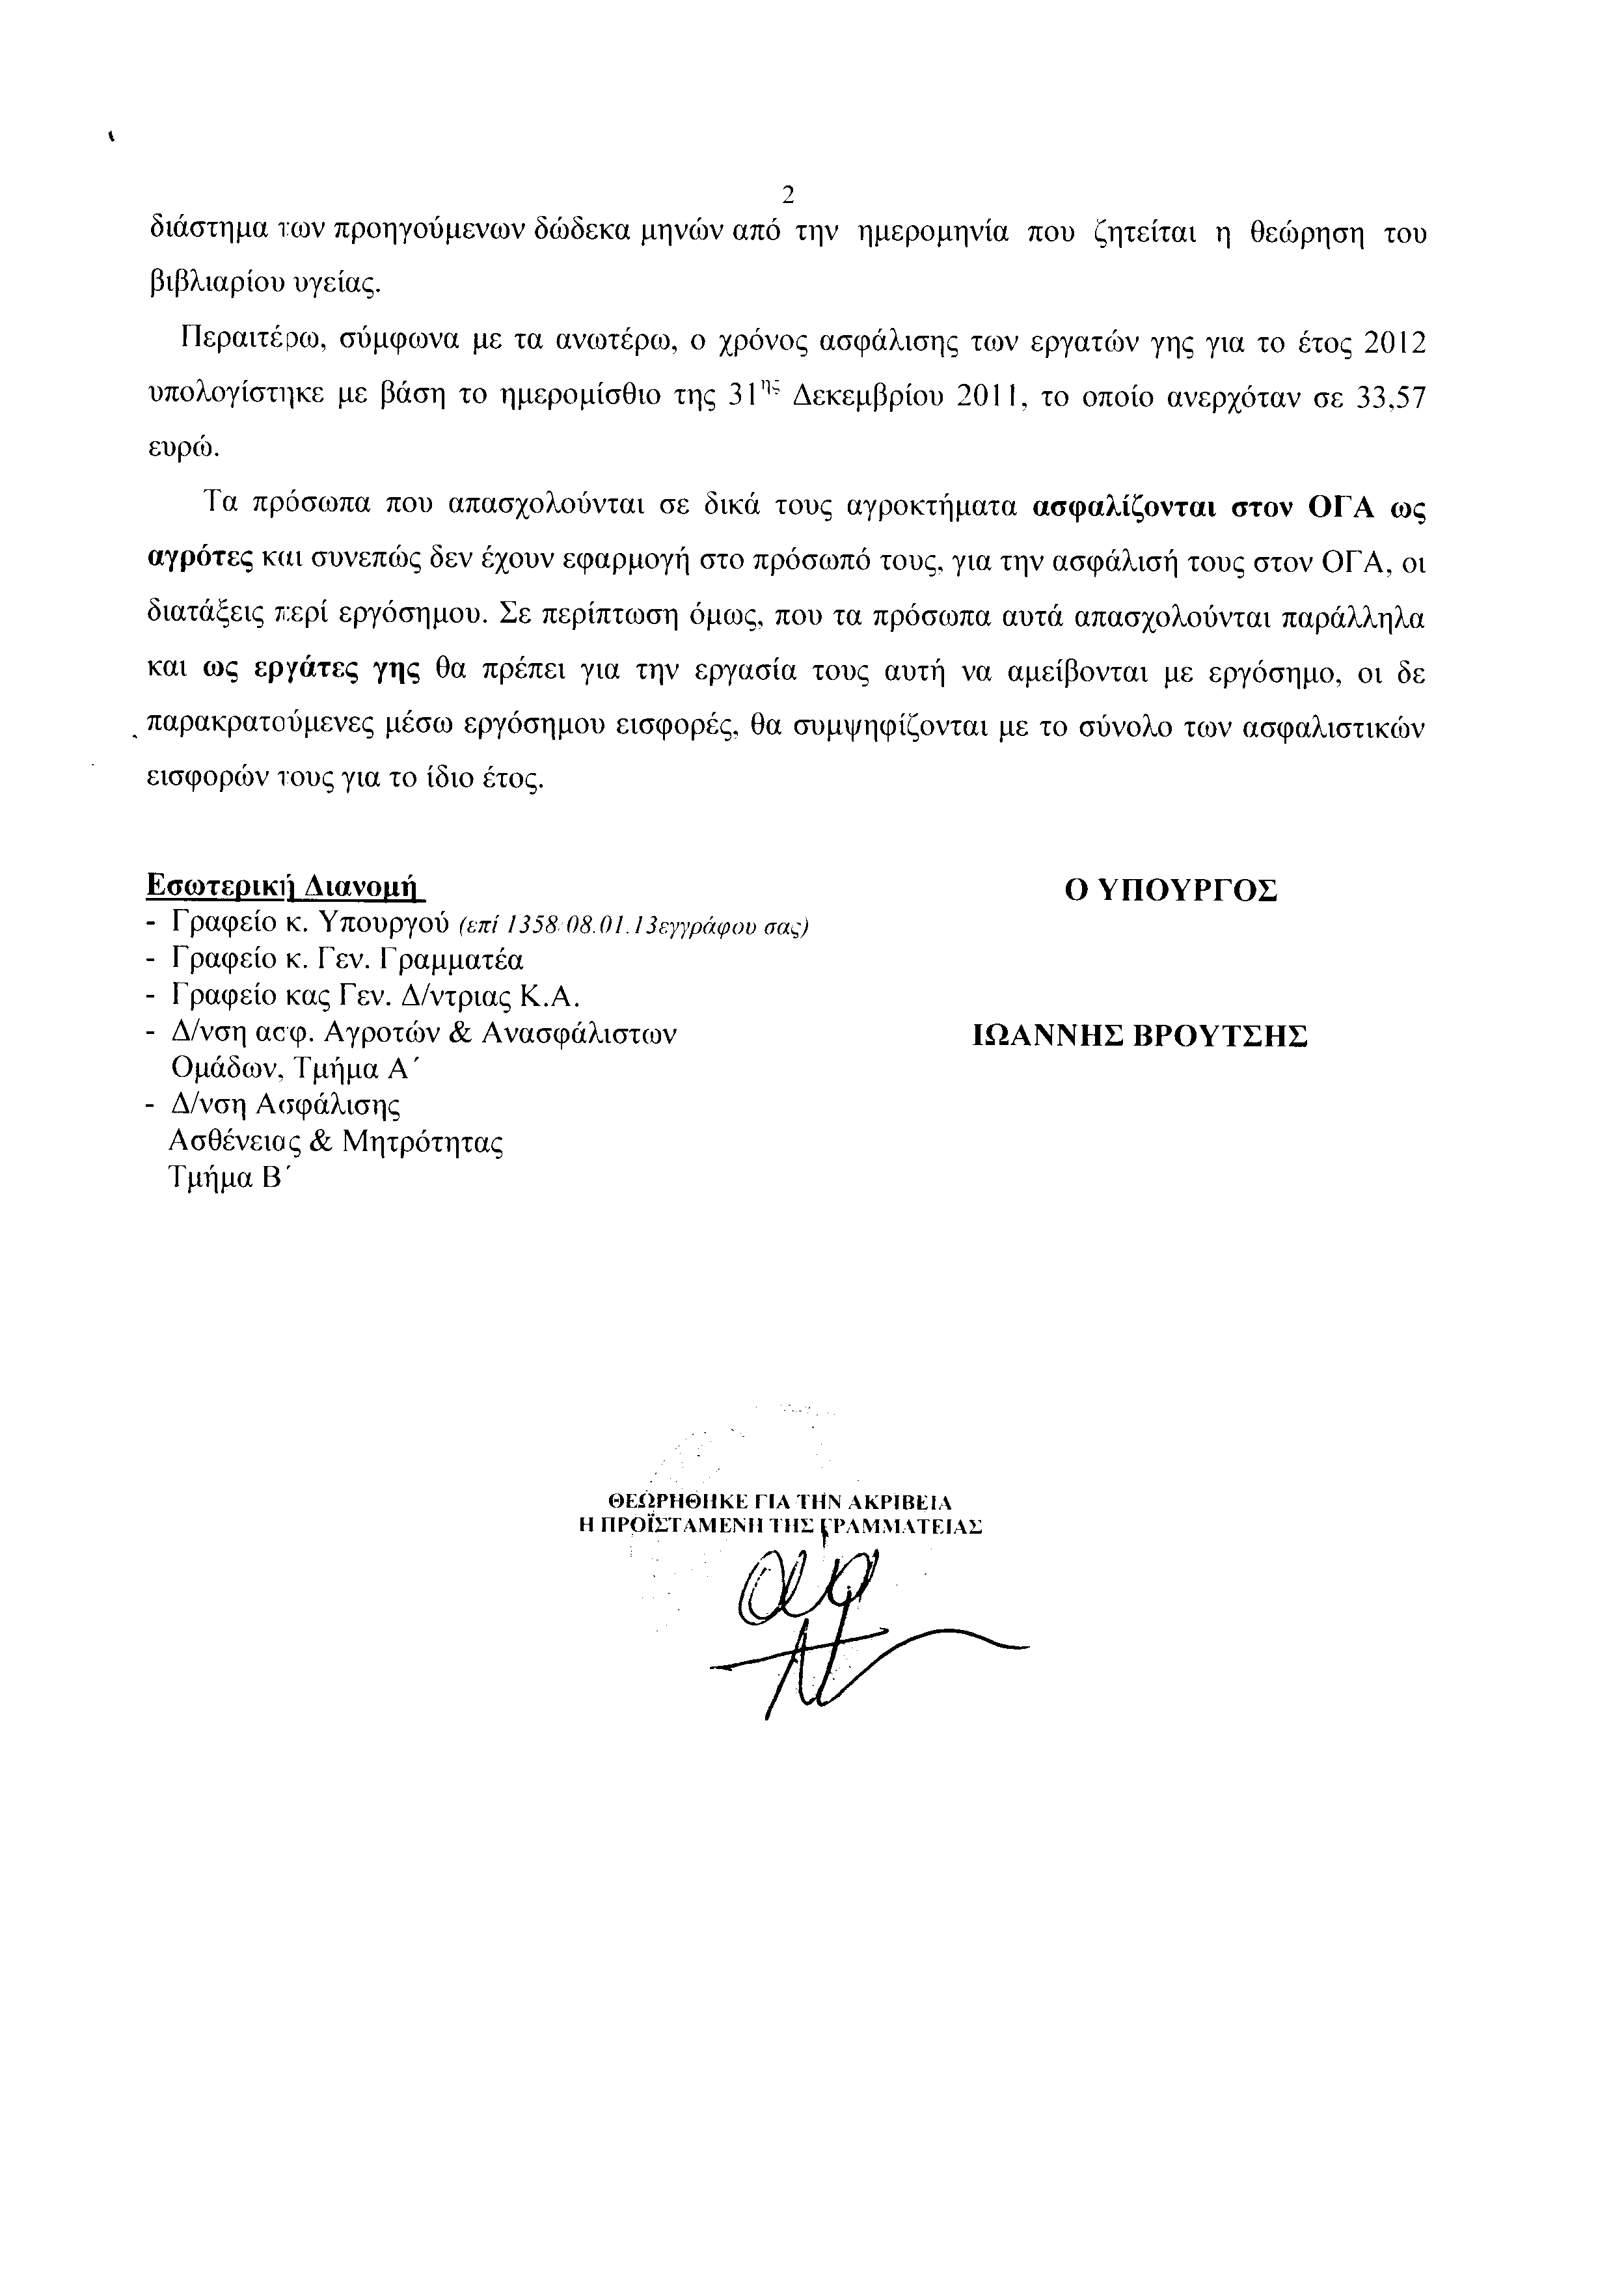 2
διάστημα των προηγούμενων δώδεκα μηνών από την ημερομηνία που ζητείται η θεώρηση του
βιβλιαρίου υγείας.
Περαιτέρω, σύμφωνα με τα ανωτέρω, ο χρόνος ασφάλισης των εργατών γης για το έτος 2012
υπολογίστηκε με βάση το ημερομίσθιο της 31ης Δεκεμβρίου 2011, το οποίο ανερχόταν σε 33,57
ευρώ.
Τα πρόσωπα που απασχολούνται σε δικά τους αγροκτήματα ασφαλίζονται στον ΟΓΑ ως
αγρότες και συνεπώς δεν έχουν εφαρμογή στο πρόσωπό τους, για την ασφάλισή τους στον ΟΓΑ, οι
διατάξεις περί εργόσημου. Σε περίπτωση όμως, που τα πρόσωπα αυτά απασχολούνται παράλληλα
και ως εργάτες γης θα πρέπει για την εργασία τους αυτή να αμείβονται με εργόσημο, οι δε
παρακρατούμενες μέσω εργόσημου εισφορές, θα συμψηφίζονται με το σύνολο των ασφαλιστικών
εισφορών τους για το ίδιο έτος.
Εσωτερική Διανομή
Ο ΥΠΟΥΡΓΟΣ
- Γραφείο κ. Υπουργού (επί 1358/08.01.13εγγράφου σας)
- Γραφείο κ. Γεν. Γραμματέα
- Γραφείο κας Γεν. Δ/ντριας Κ.Α.
- Δ/νση ασφ. Αγροτών & Ανασφάλιστων
ΙΩΑΝΝΗΣ ΒΡΟΥΤΣΗΣ
Ομάδων, Τμήμα Α΄
- Δ/νση Ασφάλισης
Ασθένειας & Μητρότητας
Τμήμα Β΄
ΘΕΩΡΗΘΗΚΕ ΓΙΑ ΤΗΝ ΑΚΡΙΒΕΙΑ
Η ΠΡΟΪΣΤΑΜΕΝΗ ΤΗΣ ΓΡΑΜΜΑΤΕΙΑΣ